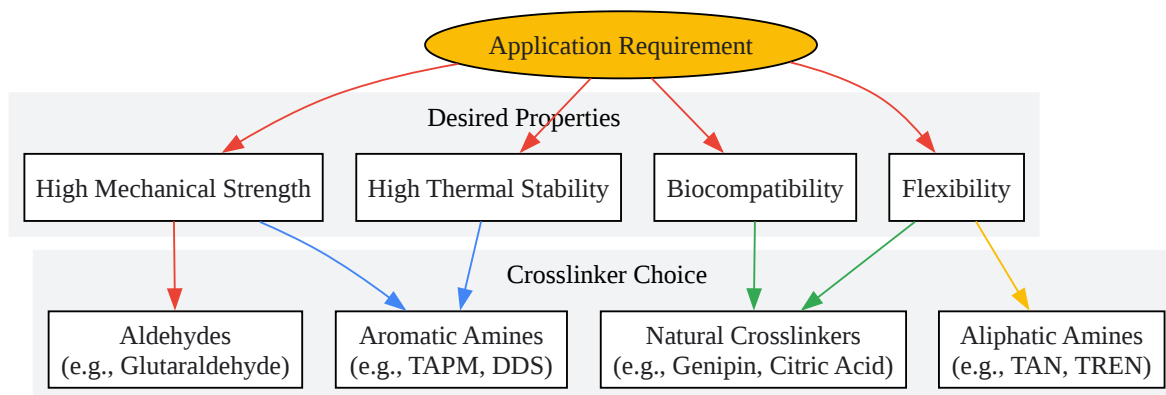 Application Requirement
Desired Properties
High Mechanical Strength
High Thermal Stability
Biocompatibility
Flexibility
Crosslinker Choice
Aldehydes
(e.g., Glutaraldehyde)
Aromatic Amines
(e.g., TAPM, DDS)
Natural Crosslinkers
(e.g., Genipin, Citric Acid)
Aliphatic Amines
(e.g., TAN, TREN)